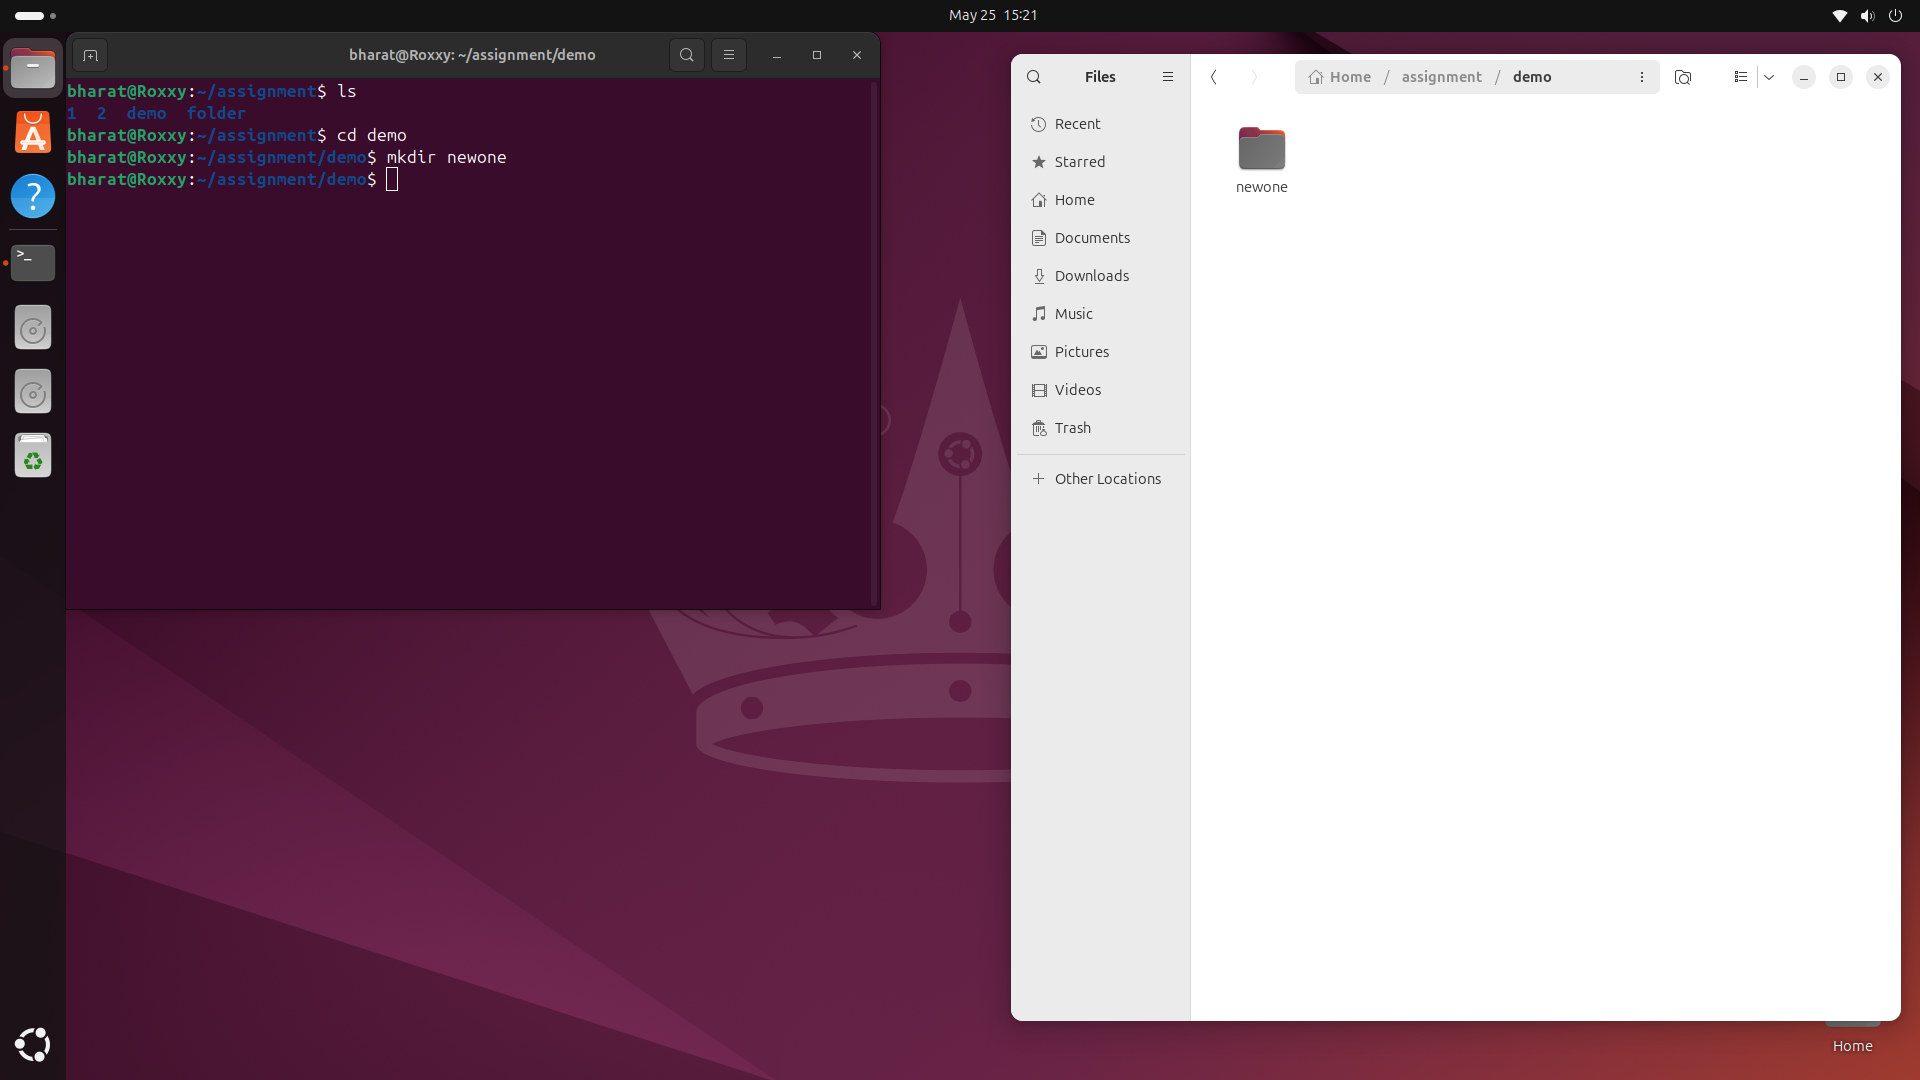 May 25 15:21
bharat@Roxxy: ~/assignment/demo
bharat@Roxxy:~/assignment$ ls
1 2 demo folder
bharat@Roxxy:~/assignment$ cd demo
bharat@Roxxy:~/assignment/demo$ mkdir newone
bharat@Roxxy:~/assignment/demo$
Files
Home / assignment / demo
Recent
Starred
Home
Documents
Downloads
Music
Pictures
Videos
Trash
Other Locations
newone
Home